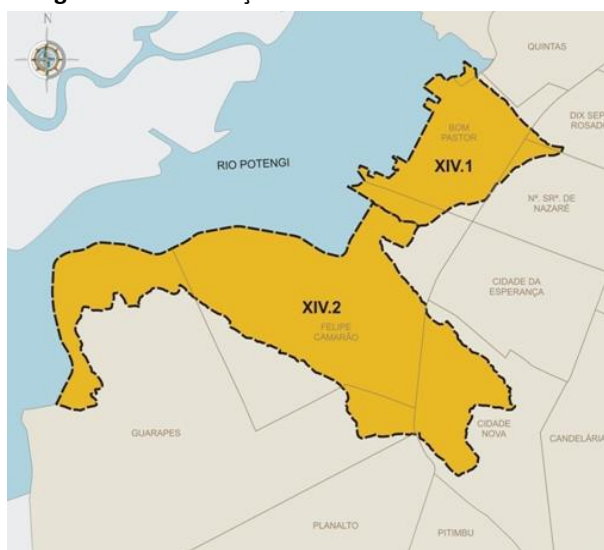 N
QUINTAS
DIX SEPT
ROSADO
BOM
PASTOR
XIV.1
RIO POTENGI
Nª. SRª. DE
NAZARÉ
CIDADE DA
ESPERANÇA
XIV.2
FELIPE
CAMARÃO
GUARAPES
CIDADE
NOVA
CANDELÁRIA
PLANALTO
PITIMBU